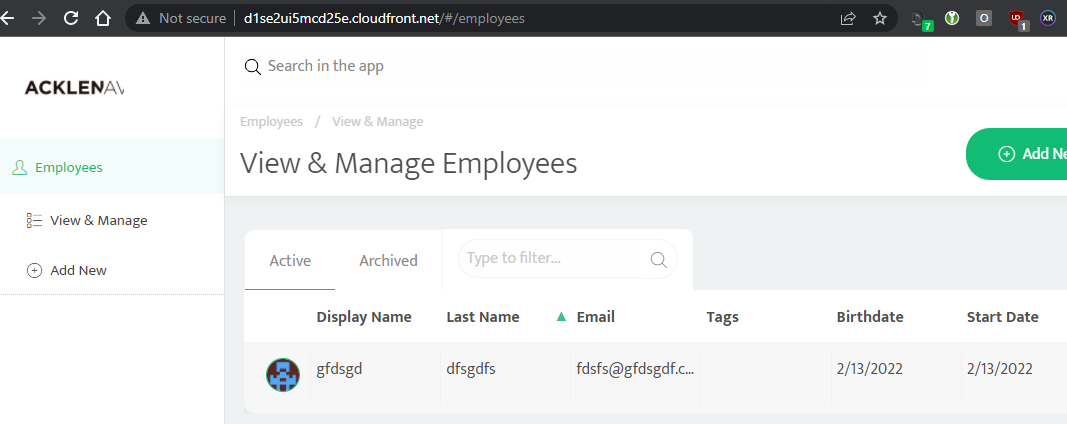 Not secure d1se2ui5mcd25e.cloudfront.net/#/employees
7
1
XR
ACKLENAV
Search in the app
Employees / View & Manage
View & Manage Employees
Add Ne
Employees
View & Manage
Add New
Active Archived Type to filter...
Display Name Last Name ▲ Email Tags Birthdate Start Date
gfdsgd dfsgdfs fdsfs@gfdsgdf.c... 2/13/2022 2/13/2022